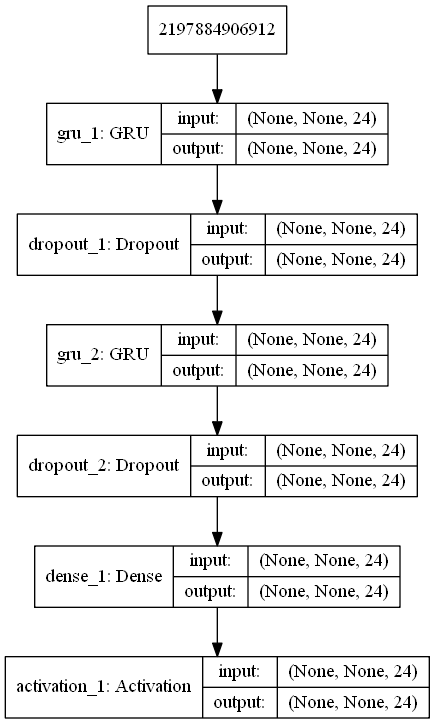 2197884906912
gru_1: GRU
input: (None, None, 24)
output: (None, None, 24)
dropout_1: Dropout
input: (None, None, 24)
output: (None, None, 24)
gru_2: GRU
input: (None, None, 24)
output: (None, None, 24)
dropout_2: Dropout
input: (None, None, 24)
output: (None, None, 24)
dense_1: Dense
input: (None, None, 24)
output: (None, None, 24)
activation_1: Activation
input: (None, None, 24)
output: (None, None, 24)